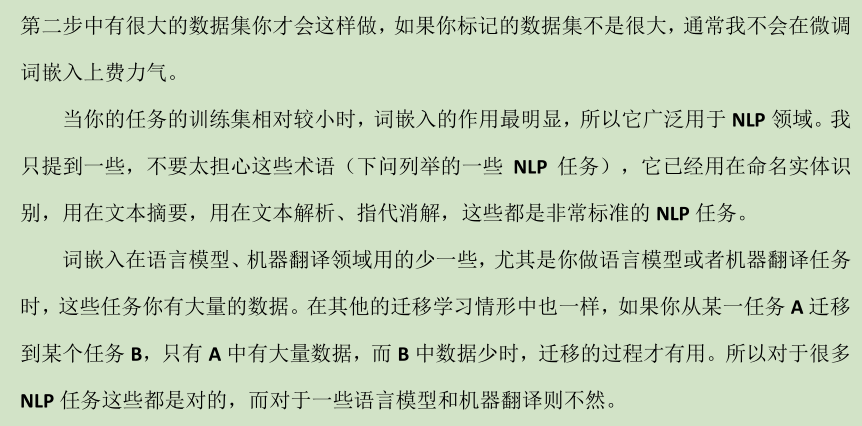 第二步中有很大的数据集你才会这样做，如果你标记的数据集不是很大，通常我不会在微调
词嵌入上费力气。
当你的任务的训练集相对较小时，词嵌入的作用最明显，所以它广泛用于 NLP 领域。我
只提到一些，不要太担心这些术语（下问列举的一些 NLP 任务），它已经用在命名实体识
别，用在文本摘要，用在文本解析、指代消解，这些都是非常标准的 NLP 任务。
词嵌入在语言模型、机器翻译领域用的少一些，尤其是你做语言模型或者机器翻译任务
时，这些任务你有大量的数据。在其他的迁移学习情形中也一样，如果你从某一任务 A 迁移
到某个任务 B，只有 A 中有大量数据，而 B 中数据少时，迁移的过程才有用。所以对于很多
NLP 任务这些都是对的，而对于一些语言模型和机器翻译则不然。